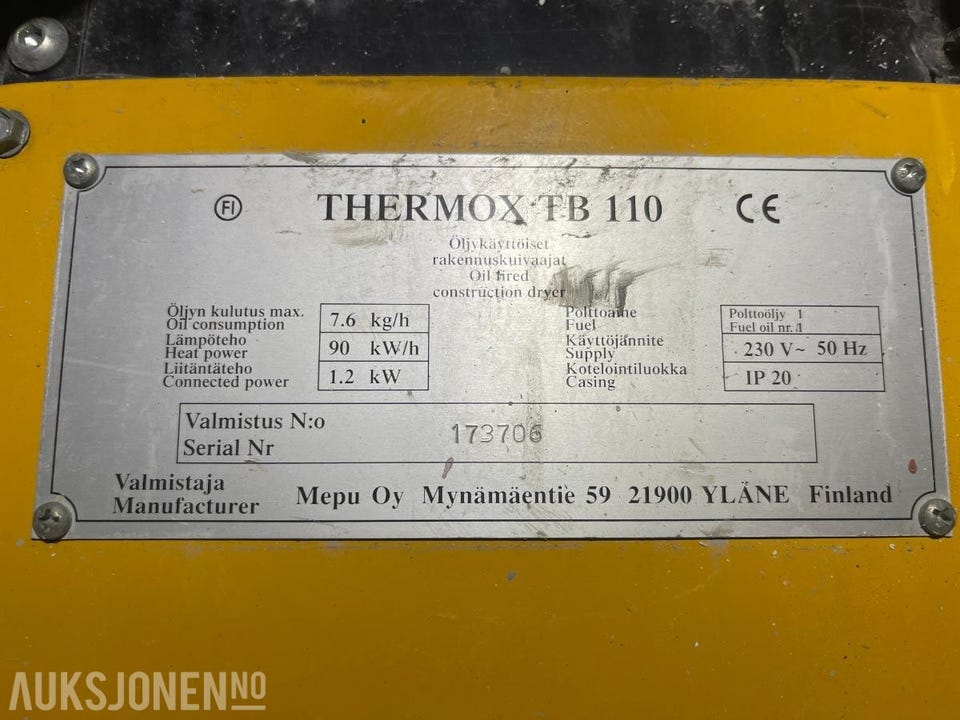 FI THERMOX TB 110 CE
Öljykäyttöiset
rakennuskuivaajat
Oil fired
construction dryer
Öljyn kulutus max.
Oil consumption
7.6 kg/h
Lämpöteho
Heat power
90 kW/h
Liitäntäteho
Connected power
1.2 kW
Polttoaine
Fuel
Polttoöljy 1
Fuel oil nr. 1
Käyttöjännite
Supply
230 V~ 50 Hz
Kotelointiluokka
Casing
IP 20
Valmistus N:o
Serial Nr
173706
Valmistaja
Manufacturer
Mepu Oy Mynämäentie 59 21900 YLÄNE Finland
AUKSJONEN.NO